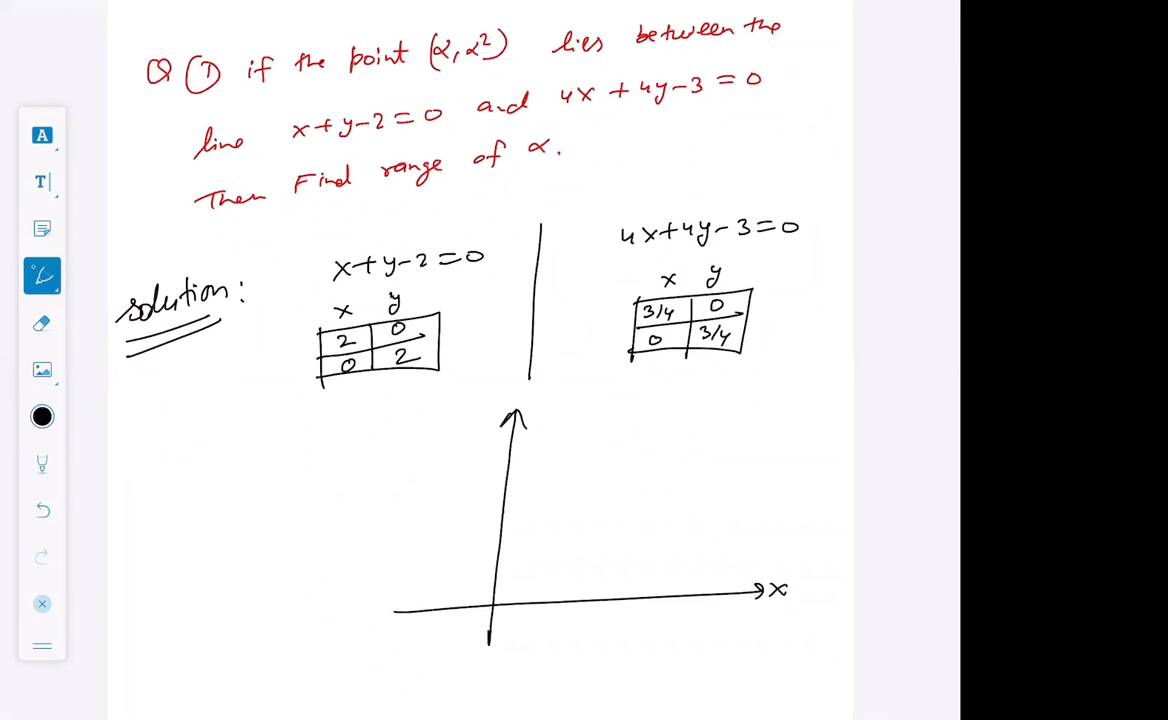 Q ① if the point (α, α²) lies between the
line x+y-2=0 and 4x+4y-3=0
Then Find range of α.
solution:
x+y-2=0
x y
2 0
0 2
4x+4y-3=0
x y
3/4 0
0 3/4
x
A
T|